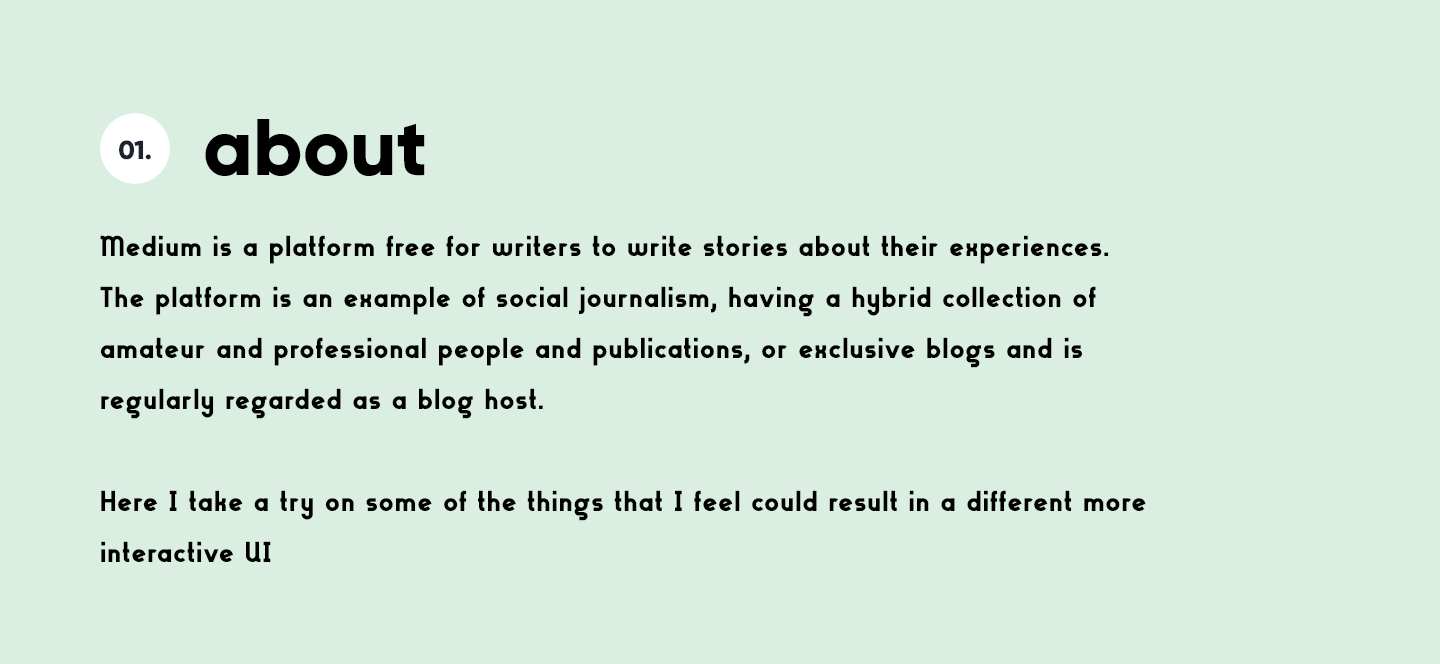 01. about
Medium is a platform free for writers to write stories about their experiences.
The platform is an example of social journalism, having a hybrid collection of
amateur and professional people and publications, or exclusive blogs and is
regularly regarded as a blog host.
Here I take a try on some of the things that I feel could result in a different more
interactive UI